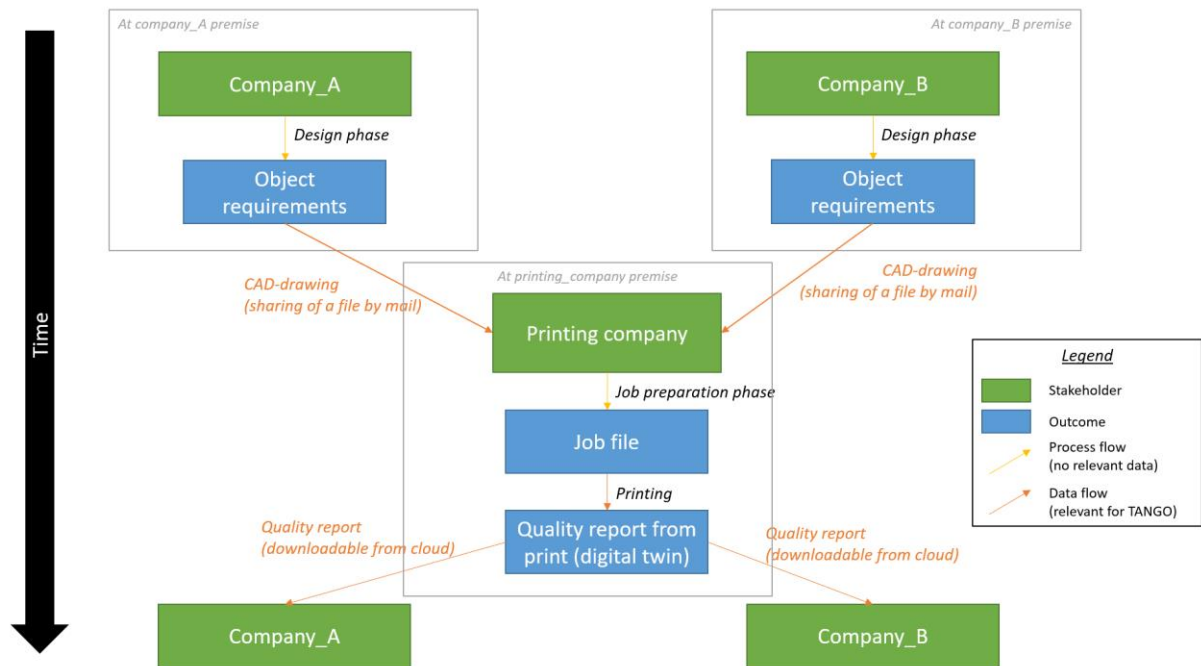 At company_A premise
At company_B premise
Company_A
Company_B
Design phase
Design phase
Object
requirements
Object
requirements
CAD-drawing
(sharing of a file by mail)
CAD-drawing
(sharing of a file by mail)
At printing_company premise
Printing company
Time
Job preparation phase
Job file
Printing
Quality report from
print (digital twin)
Quality report
(downloadable from cloud)
Quality report
(downloadable from cloud)
Company_A
Company_B
Legend
Stakeholder
Outcome
Process flow
(no relevant data)
Data flow
(relevant for TANGO)